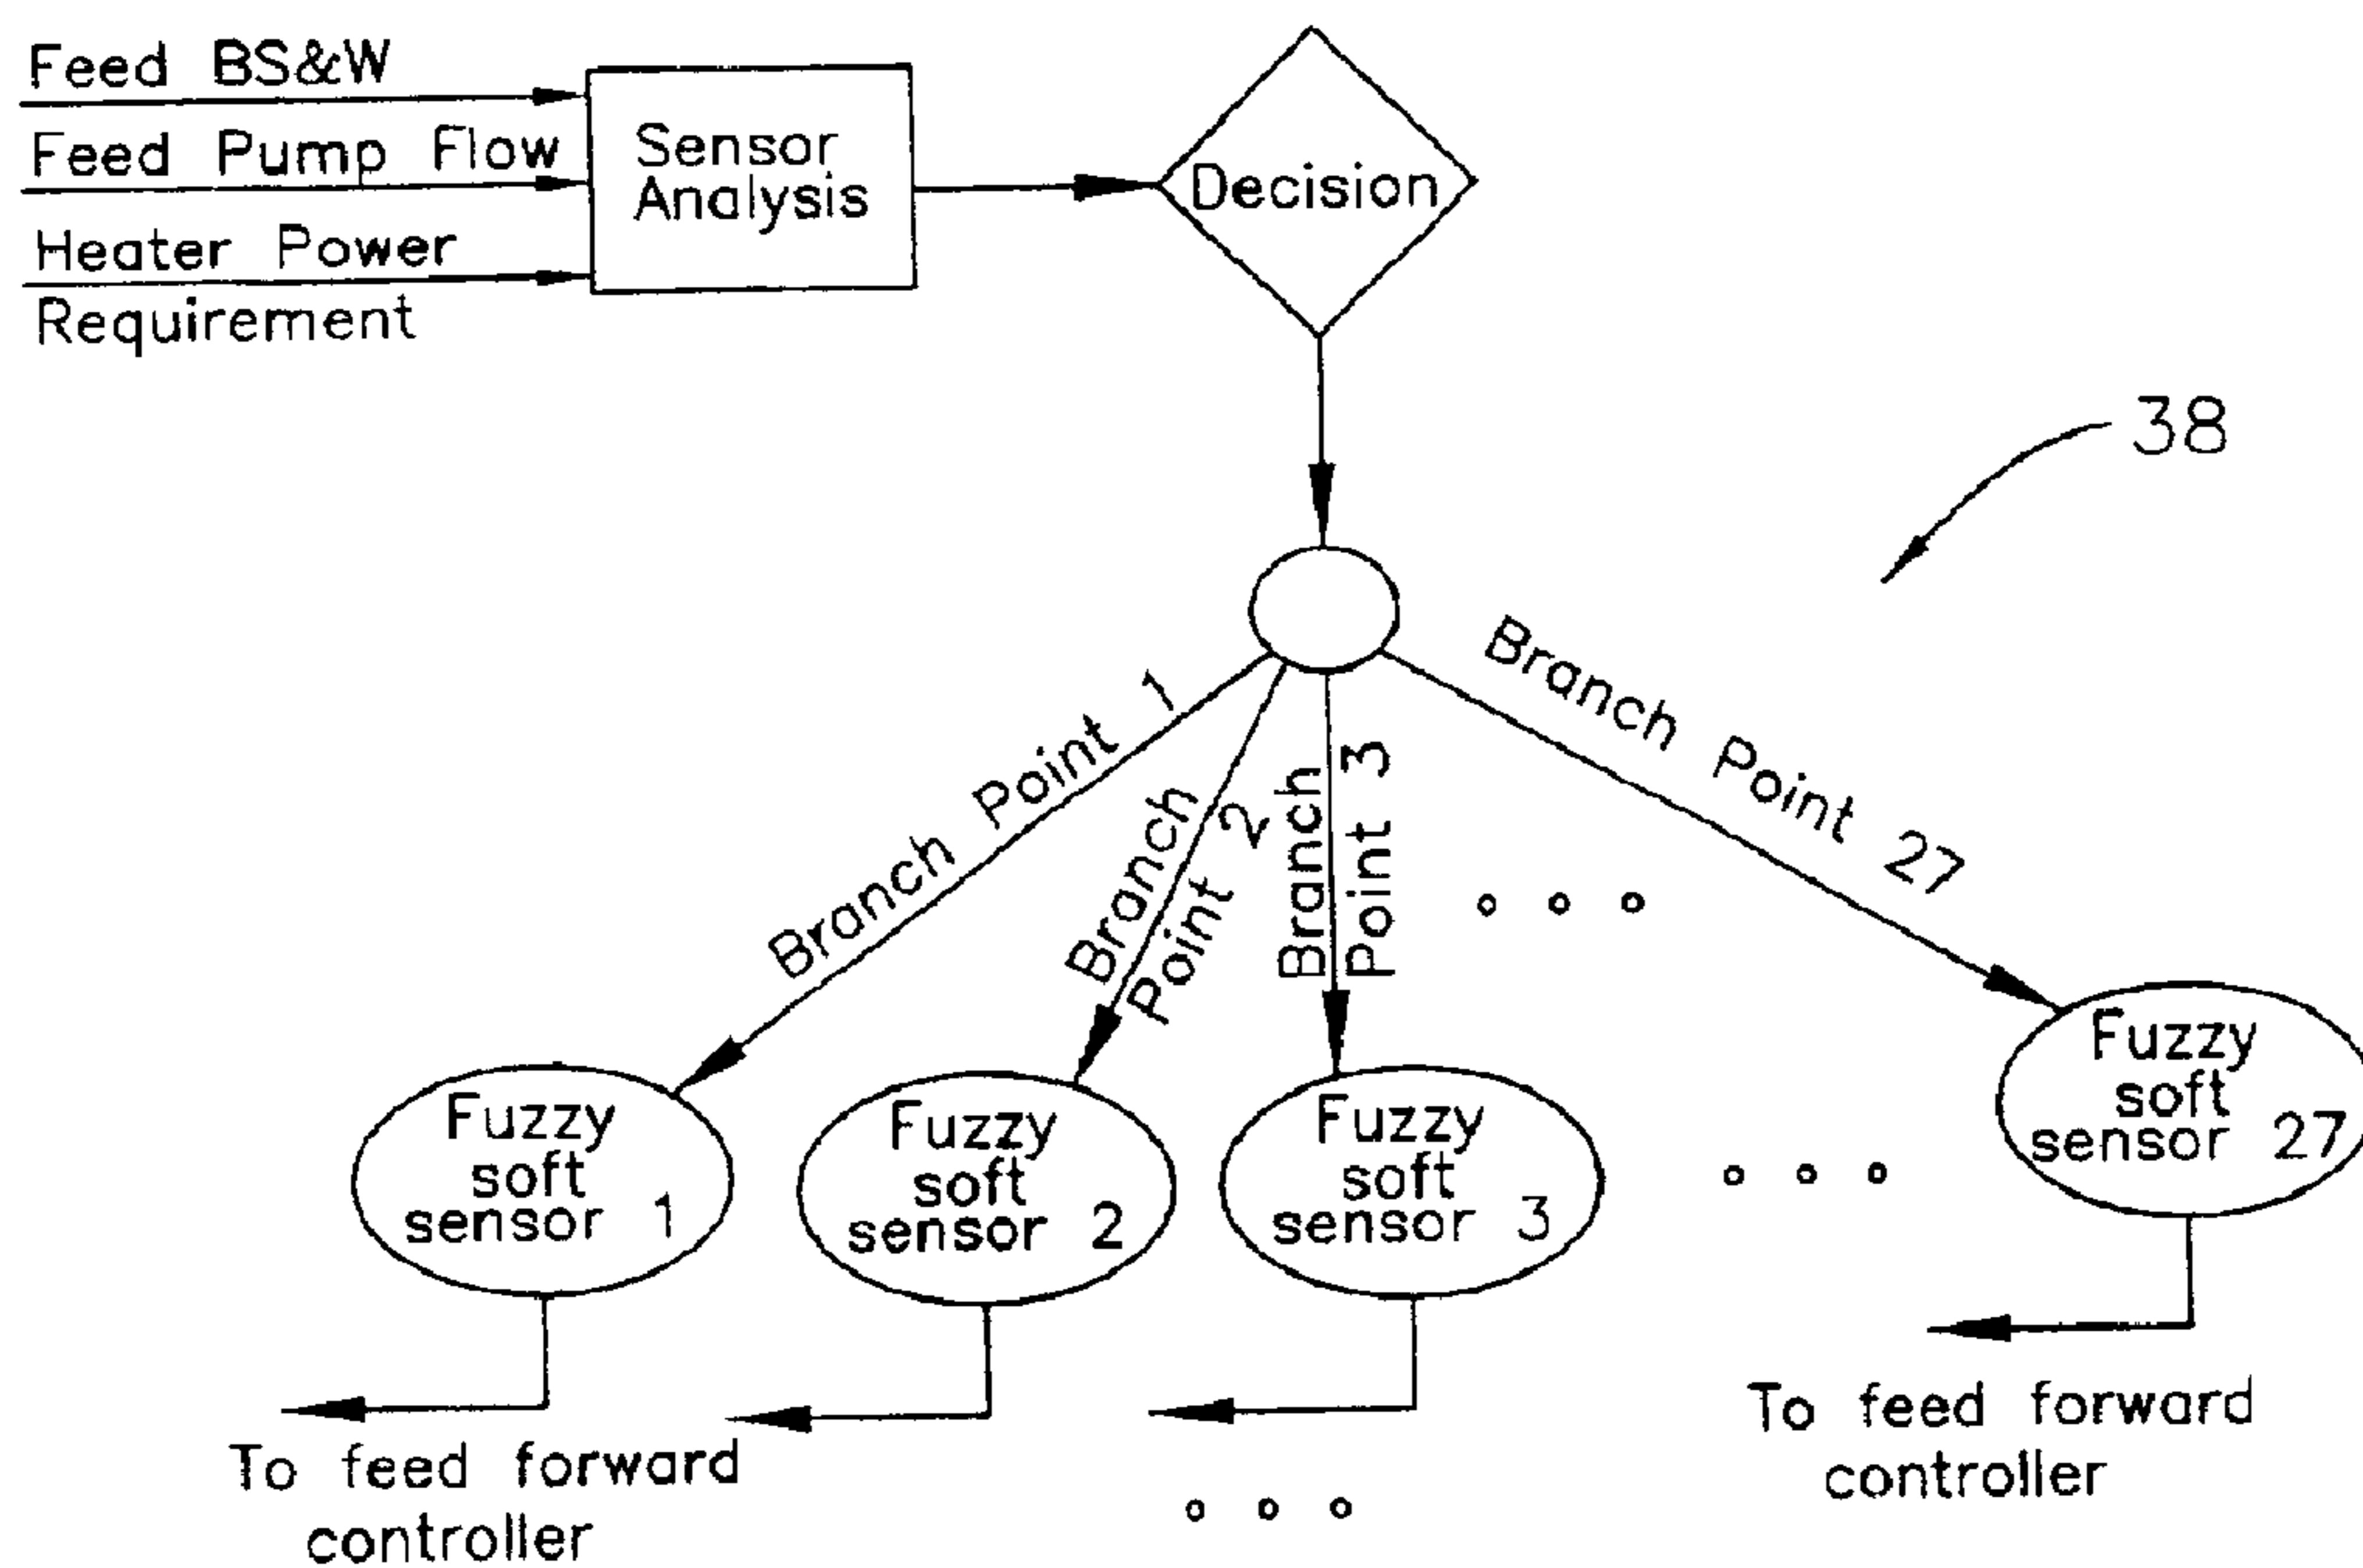 Feed BS&W
Feed Pump Flow
Heater Power
Requirement
Sensor
Analysis
Decision
38
Branch Point 1
Branch
Point 2
Branch
Point 3
Branch Point 27
Fuzzy
soft
sensor 1
Fuzzy
soft
sensor 2
Fuzzy
soft
sensor 3
Fuzzy
soft
sensor 27
To feed forward
controller
To feed forward
controller